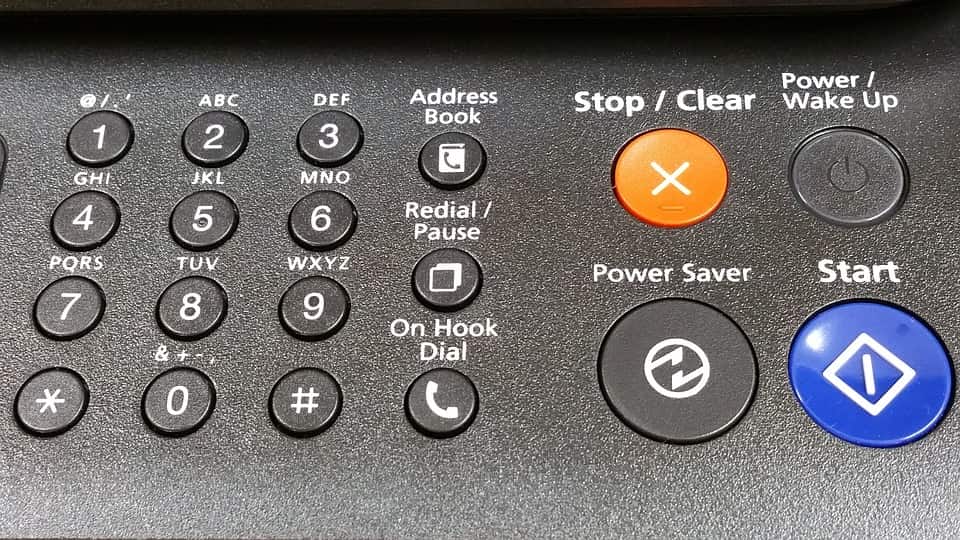 @/.'
ABC
DEF
Address
Book
Stop / Clear
Power /
Wake Up
1
2
3
GHI
JKL
MNO
4
5
6
Redial /
Pause
PQRS
TUV
WXYZ
Power Saver
Start
7
8
9
On Hook
Dial
& + - ,
*
0
#